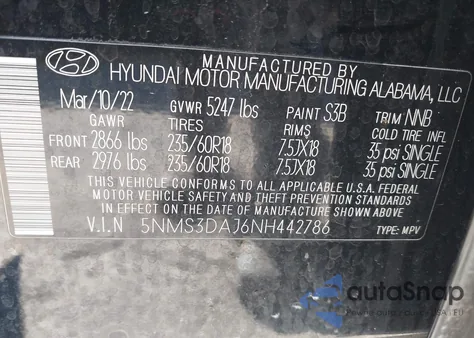 MANUFACTURED BY
HYUNDAI MOTOR MANUFACTURING ALABAMA, LLC
Mar/10/22 GVWR 5247 lbs PAINT S3B TRIM NNB
GAWR TIRES RIMS COLD TIRE INFL
FRONT 2866 lbs 235/60R18 7.5JX18 35 psi SINGLE
REAR 2976 lbs 235/60R18 7.5JX18 35 psi SINGLE
THIS VEHICLE CONFORMS TO ALL APPLICABLE U.S.A. FEDERAL
MOTOR VEHICLE SAFETY AND THEFT PREVENTION STANDARDS
IN EFFECT ON THE DATE OF MANUFACTURE SHOWN ABOVE.
V.I.N 5NMS3DAJ6NH442786 TYPE: MPV
autoSnap